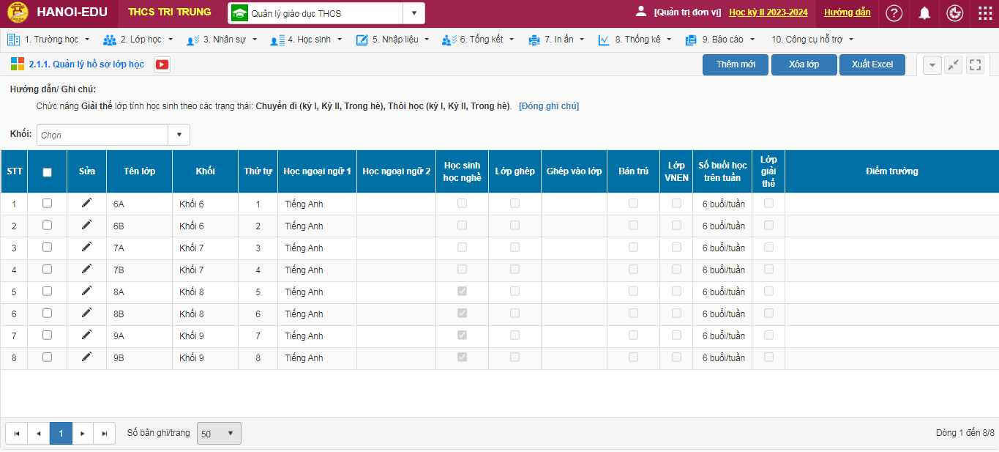 HANOI-EDU THCS TRI TRUNG Quản lý giáo dục THCS [Quản trị đơn vị] Học kỳ II 2023-2024 Hướng dẫn
1. Trường học 2. Lớp học 3. Nhân sự 4. Học sinh 5. Nhập liệu 6. Tổng kết 7. In ấn 8. Thống kê 9. Báo cáo 10. Công cụ hỗ trợ
2.1.1. Quản lý hồ sơ lớp học Thêm mới Xóa lớp Xuất Excel
Hướng dẫn/ Ghi chú:
Chức năng Giải thể lớp tính học sinh theo các trạng thái: Chuyển đi (kỳ I, Kỳ II, Trong hè), Thôi học (kỳ I, Kỳ II, Trong hè). [Đóng ghi chú]
Khối: Chọn
STT Sửa Tên lớp Khối Thứ tự Học ngoại ngữ 1 Học ngoại ngữ 2 Học sinh học nghề Lớp ghép Ghép vào lớp Bán trú Lớp VNEN Số buổi học trên tuần Lớp giải thể Điểm trường
1 6A Khối 6 1 Tiếng Anh 6 buổi/tuần
2 6B Khối 6 2 Tiếng Anh 6 buổi/tuần
3 7A Khối 7 3 Tiếng Anh 6 buổi/tuần
4 7B Khối 7 4 Tiếng Anh 6 buổi/tuần
5 8A Khối 8 5 Tiếng Anh 6 buổi/tuần
6 8B Khối 8 6 Tiếng Anh 6 buổi/tuần
7 9A Khối 9 7 Tiếng Anh 6 buổi/tuần
8 9B Khối 9 8 Tiếng Anh 6 buổi/tuần
1 Số bản ghi/trang 50 Dòng 1 đến 8/8